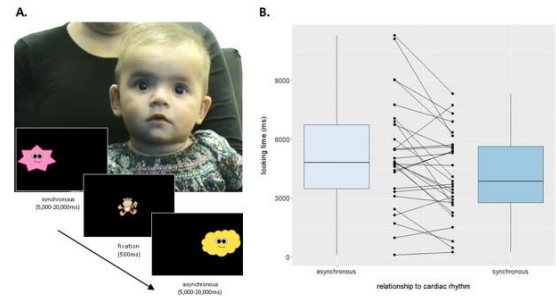 A.
synchronous
(5,000-20,000ms)
fixation
(500ms)
asynchronous
(5,000-20,000ms)
B.
looking time (ms)
9000
6000
3000
0
asynchronous
synchronous
relationship to cardiac rhythm